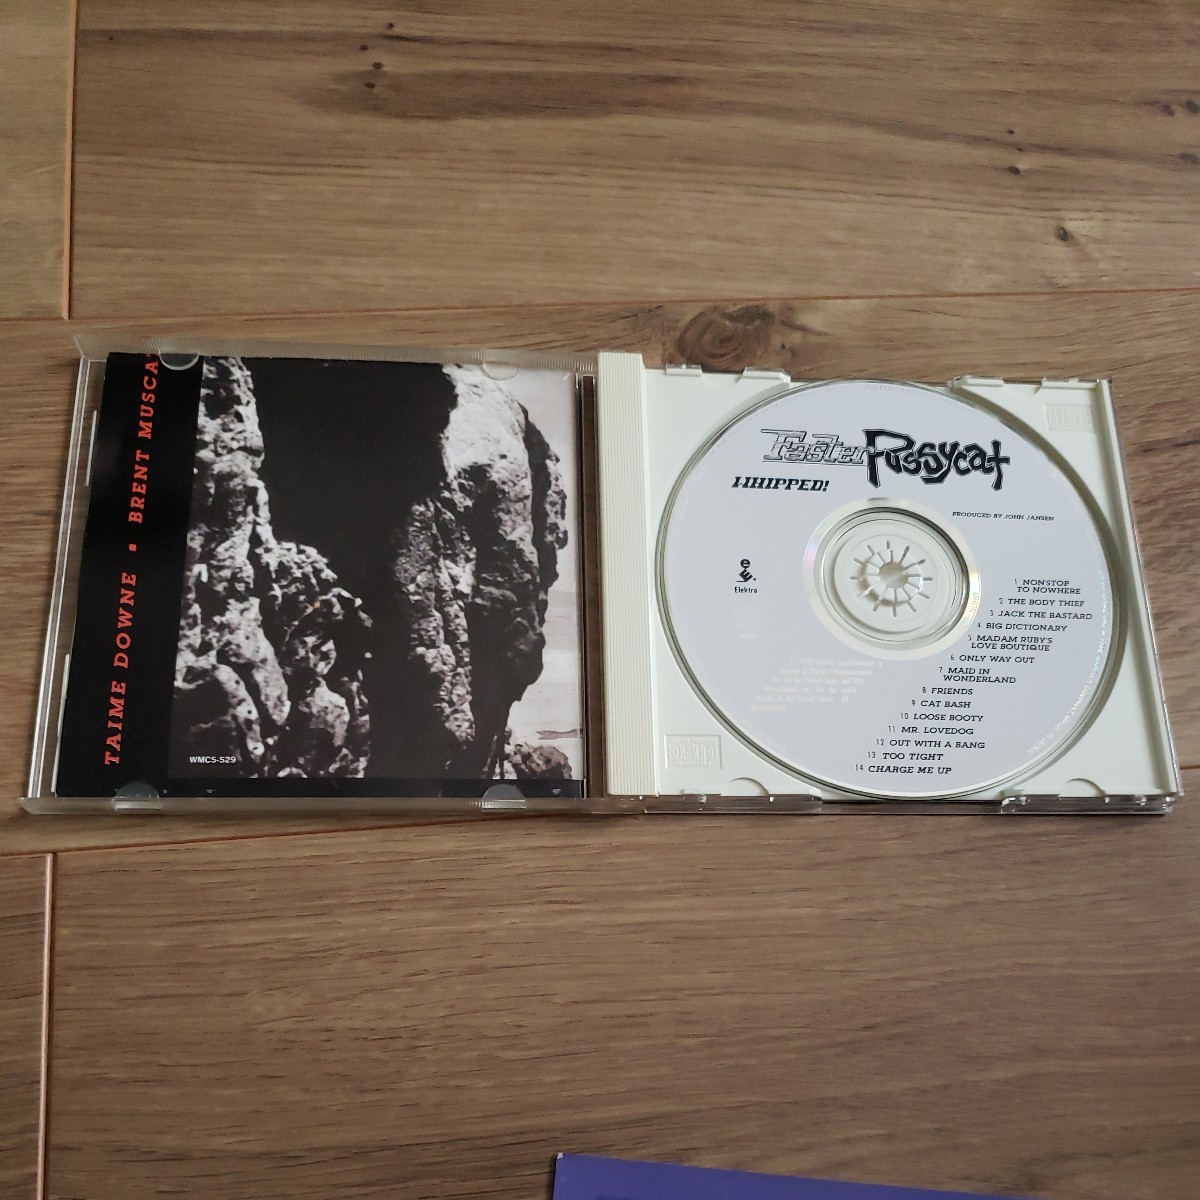 TAIME DOWNE ▪ BRENT MUSCA
WMC5-529
Faster Pussycat
WHIPPED!
PRODUCED BY JOHN JANSEN
Elektra
1 NONSTOP
TO NOWHERE
2 THE BODY THIEF
3 JACK THE BASTARD
4 BIG DICTIONARY
5 MADAM RUBY'S
LOVE BOUTIQUE
6 ONLY WAY OUT
7 MAID IN
WONDERLAND
8 FRIENDS
9 CAT BASH
10 LOOSE BOOTY
11 MR. LOVEDOG
12 OUT WITH A BANG
13 TOO TIGHT
14 CHARGE ME UP
disc